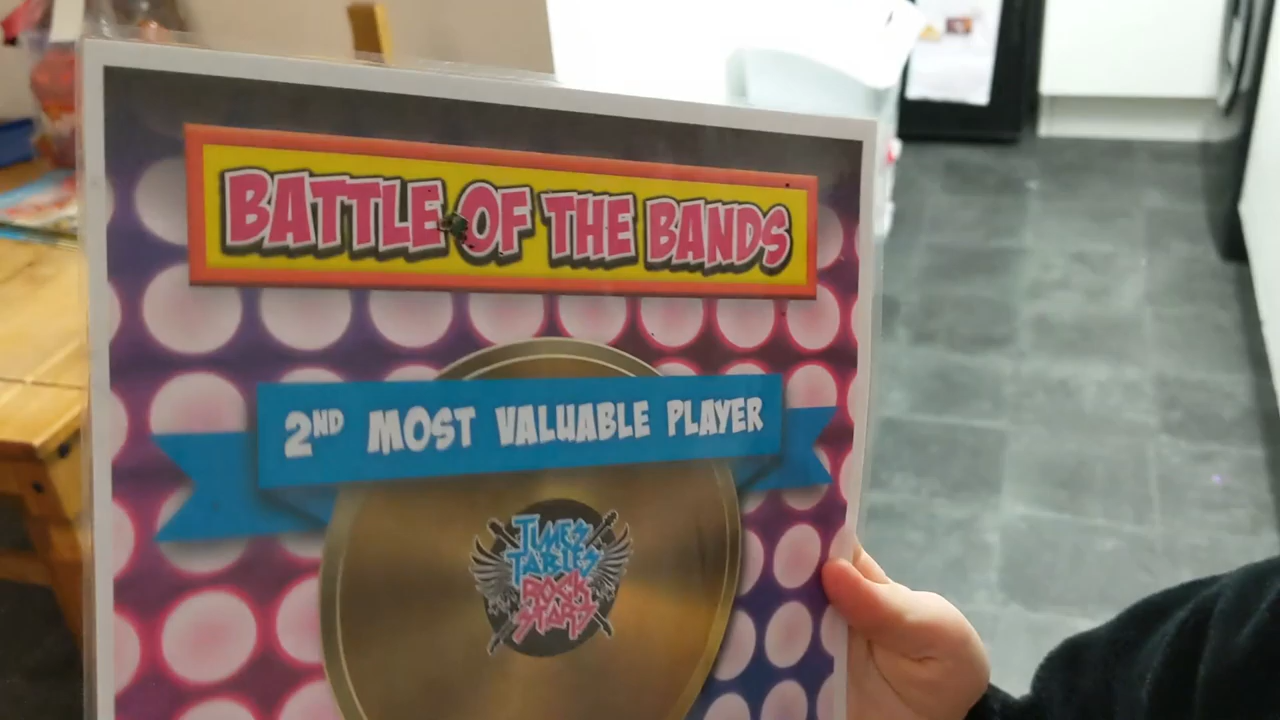 BATTLE OF THE BANDS
2ND MOST VALUABLE PLAYER
TIMES
TABLES
ROCK
STARS